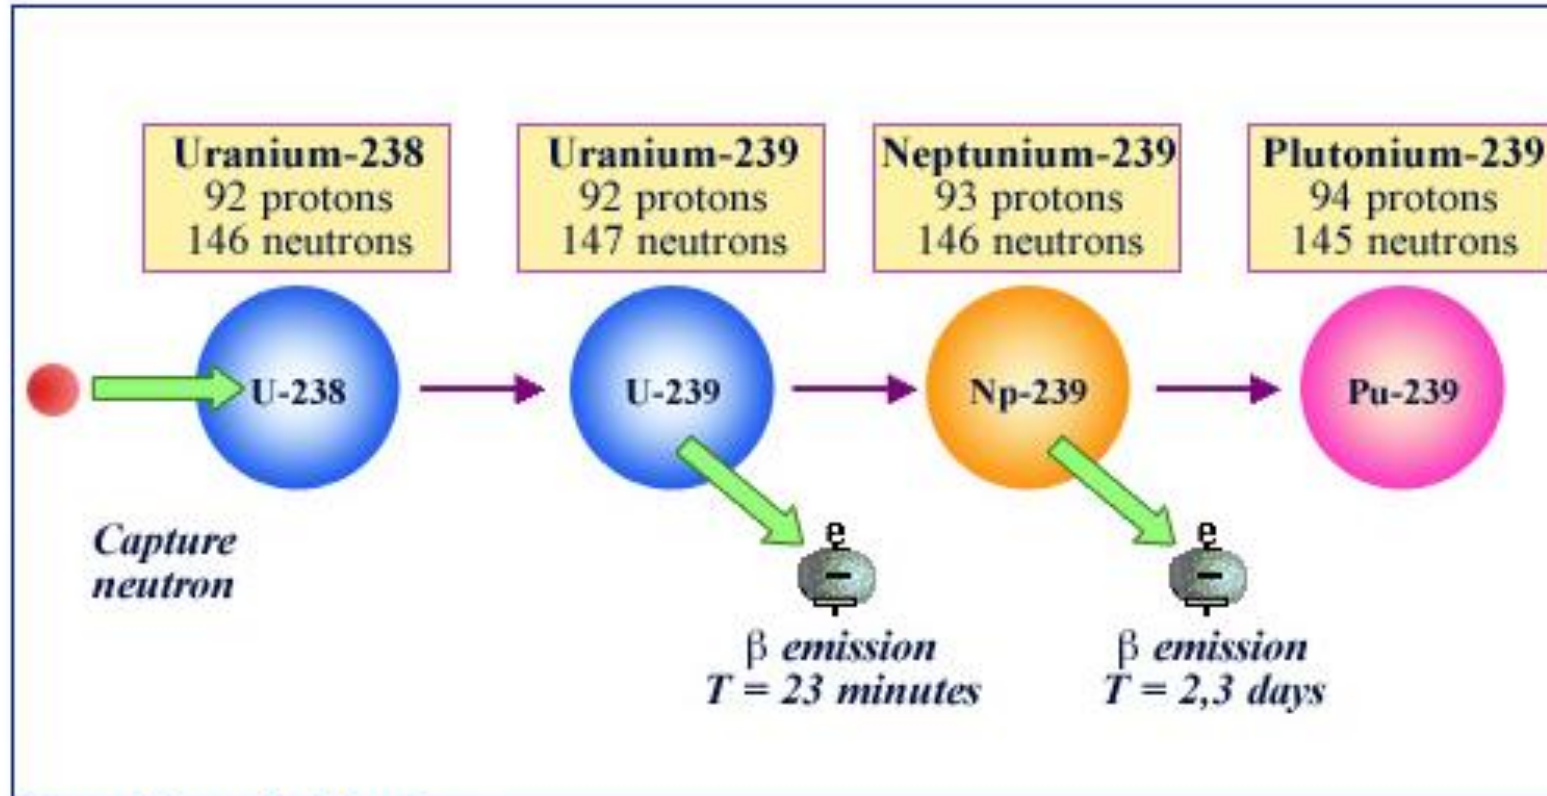 Uranium-238
92 protons
146 neutrons
Uranium-239
92 protons
147 neutrons
Neptunium-239
93 protons
146 neutrons
Plutonium-239
94 protons
145 neutrons
U-238
U-239
Np-239
Pu-239
Capture
neutron
e
–
β emission
T = 23 minutes
e
–
β emission
T = 2,3 days